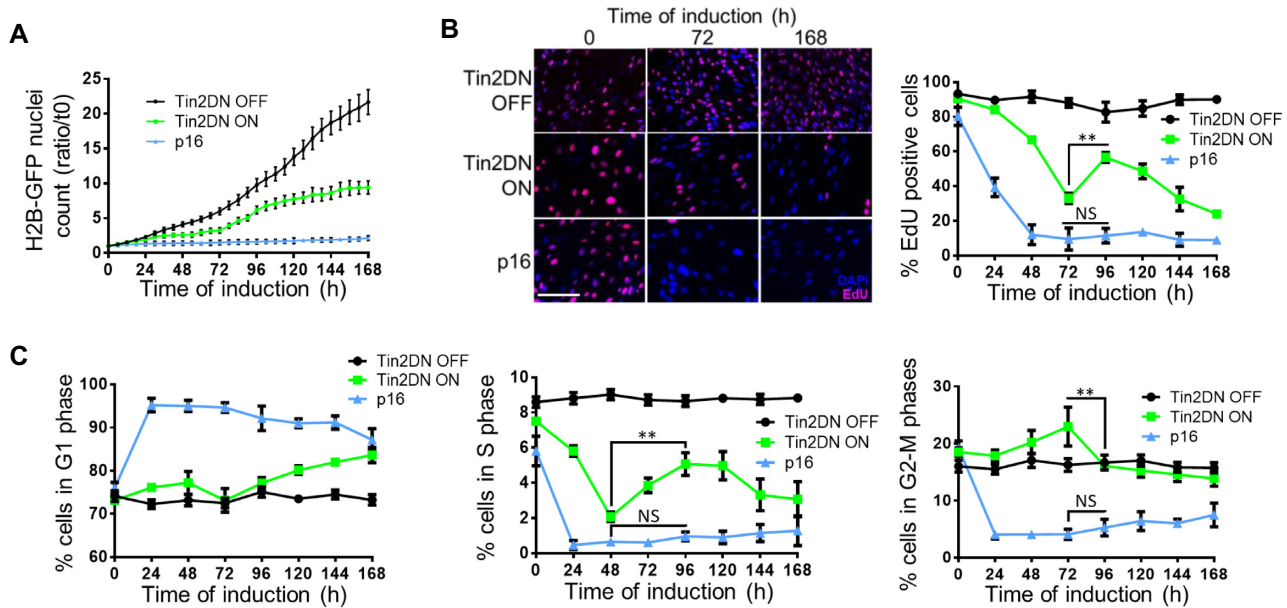 A
H2B-GFP nuclei
count (ratio/t0)
25
20
15
10
5
0
Tin2DN OFF
Tin2DN ON
p16
0 24 48 72 96 120 144 168
Time of induction (h)
B
Time of induction (h)
0 72 168
Tin2DN
OFF
Tin2DN
ON
p16
DAPI
EdU
% EdU positive cells
100
80
60
40
20
0
Tin2DN OFF
Tin2DN ON
p16
**
NS
0 24 48 72 96 120 144 168
Time of induction (h)
C
% cells in G1 phase
100
90
80
70
60
Tin2DN OFF
Tin2DN ON
p16
0 24 48 72 96 120 144 168
Time of induction (h)
% cells in S phase
10
8
6
4
2
0
Tin2DN OFF
Tin2DN ON
p16
**
NS
0 24 48 72 96 120 144 168
Time of induction (h)
% cells in G2-M phases
30
20
10
0
Tin2DN OFF
Tin2DN ON
p16
**
NS
0 24 48 72 96 120 144 168
Time of induction (h)